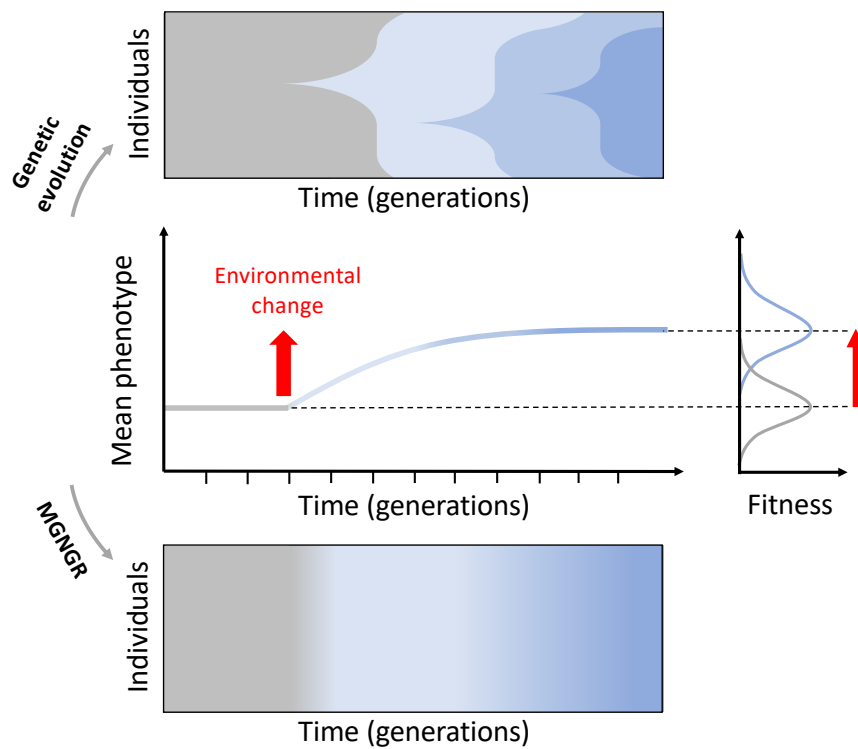 Individuals
Time (generations)
Genetic
evolution
Environmental
change
Mean phenotype
Time (generations)
Fitness
MGNGR
Individuals
Time (generations)